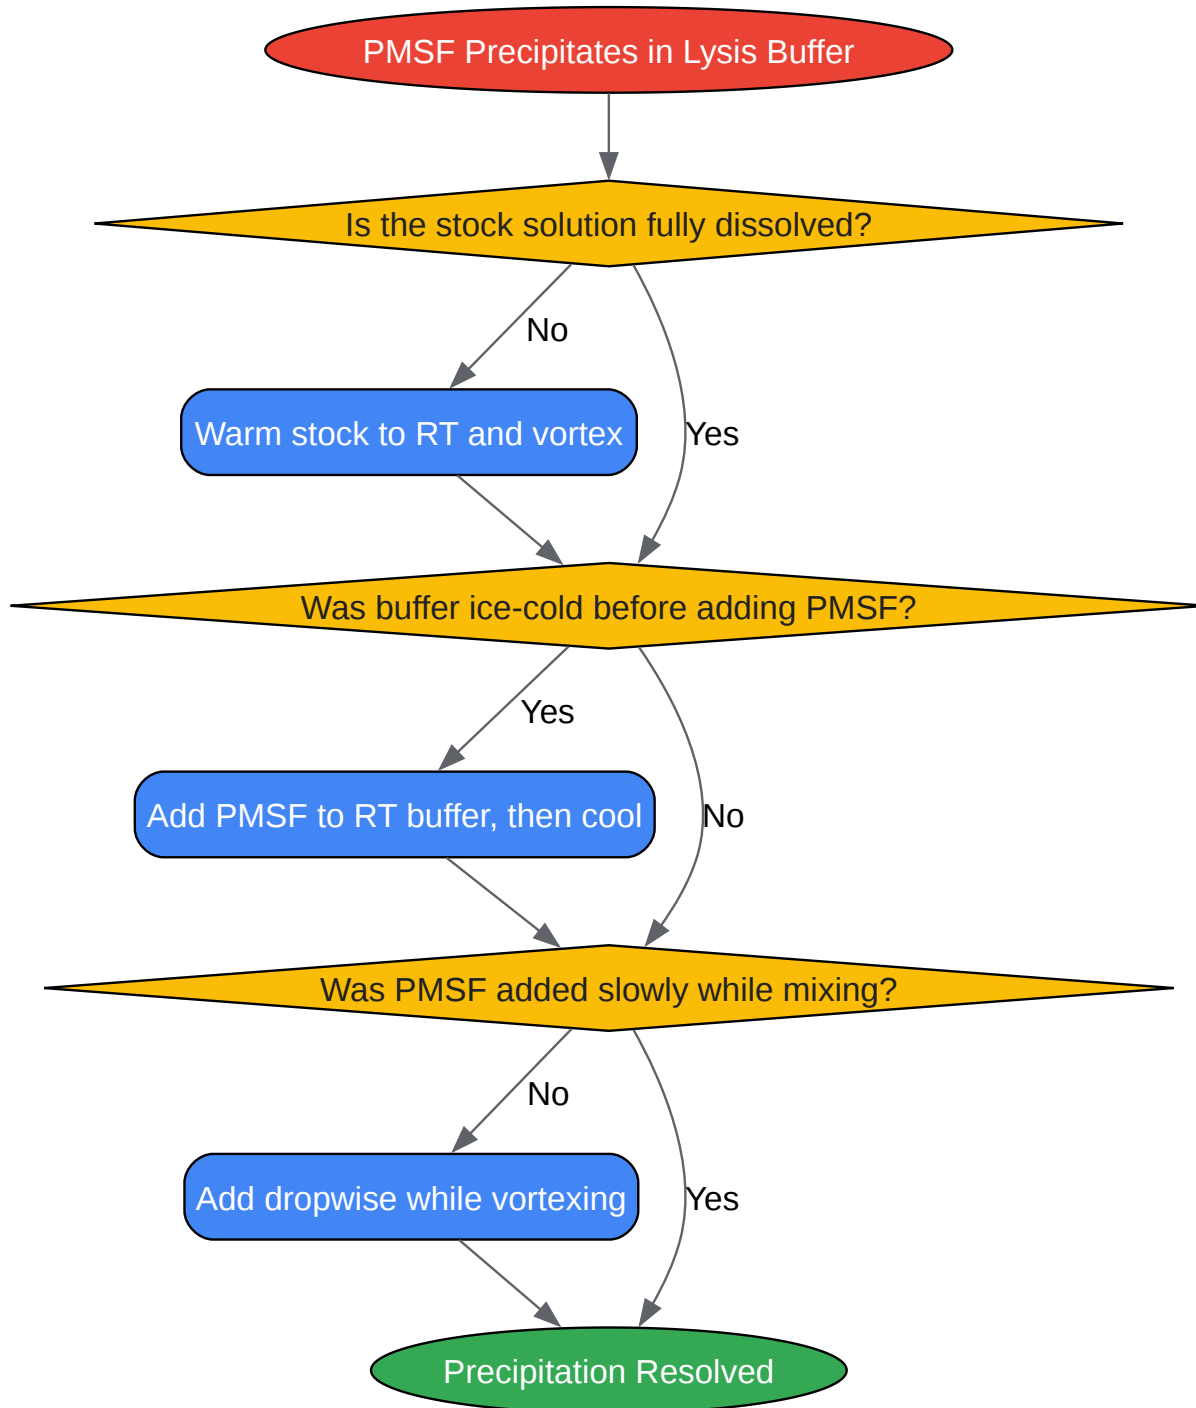 PMSF Precipitates in Lysis Buffer
Is the stock solution fully dissolved?
No
Warm stock to RT and vortex
Yes
Was buffer ice-cold before adding PMSF?
Yes
Add PMSF to RT buffer, then cool
No
Was PMSF added slowly while mixing?
No
Add dropwise while vortexing
Yes
Precipitation Resolved